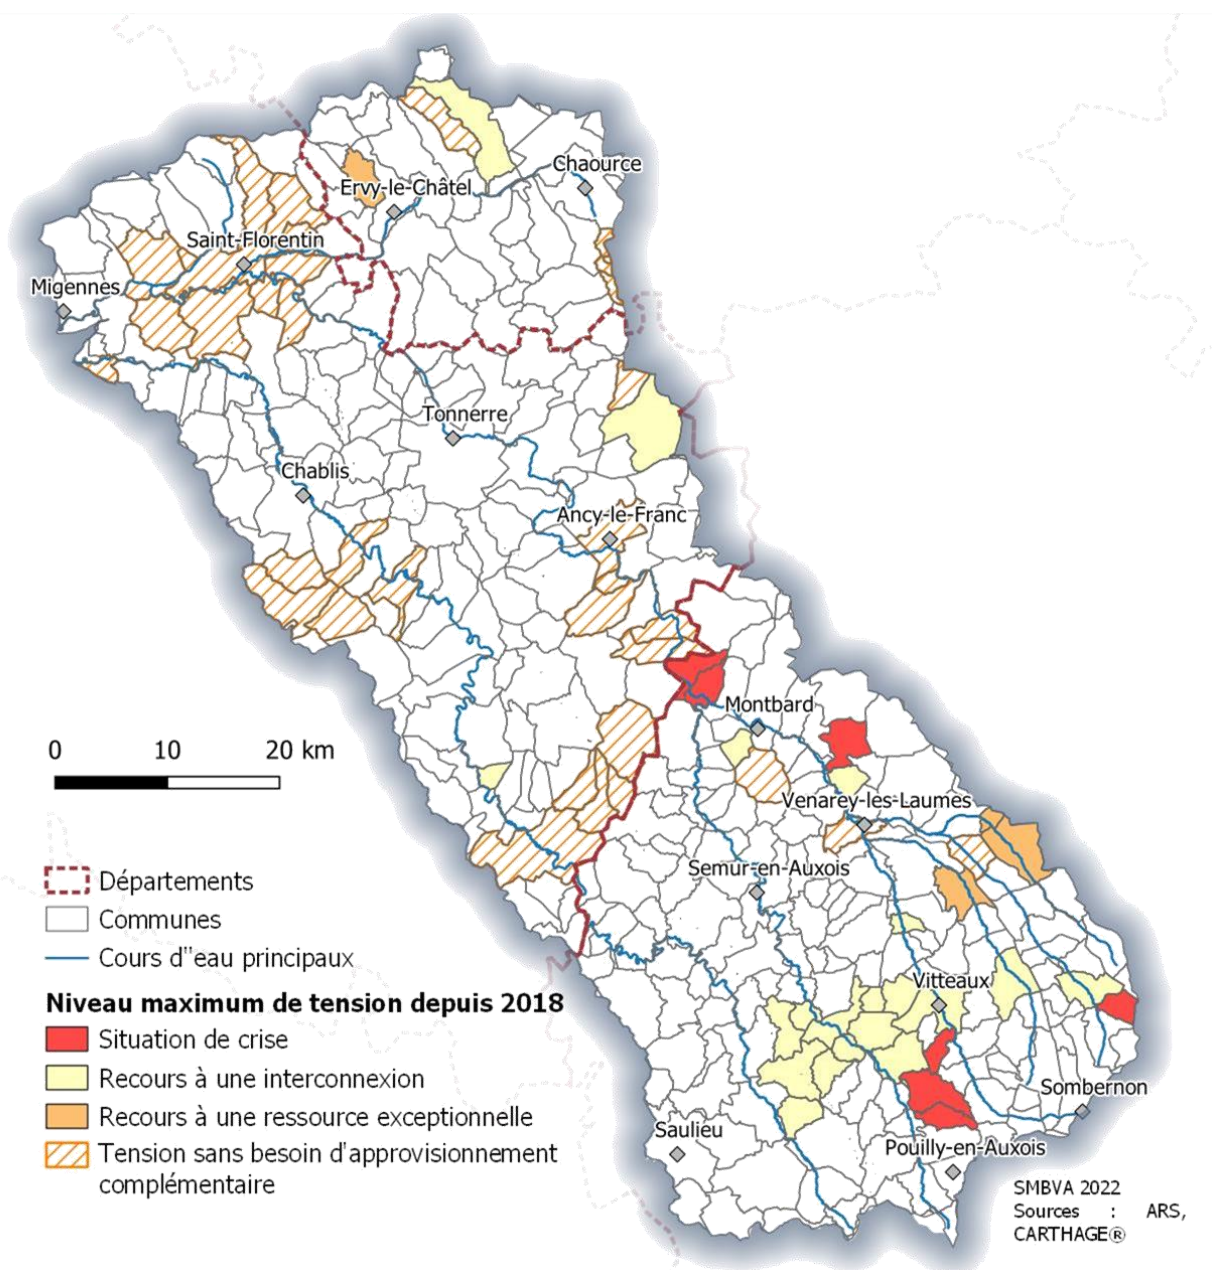 Chaource
Ervy-le-Châtel
Saint-Florentin
Migennes
Tonnerre
Chablis
Ancy-le-Franc
Montbard
0 10 20 km
Venarey-les-Laumes
Semur-en-Auxois
Départements
Communes
Cours d"eau principaux
Vitteaux
Niveau maximum de tension depuis 2018
Situation de crise
Recours à une interconnexion
Recours à une ressource exceptionnelle
Tension sans besoin d'approvisionnement
complémentaire
Sombernon
Saulieu
Pouilly-en-Auxois
SMBVA 2022
Sources : ARS,
CARTHAGE®